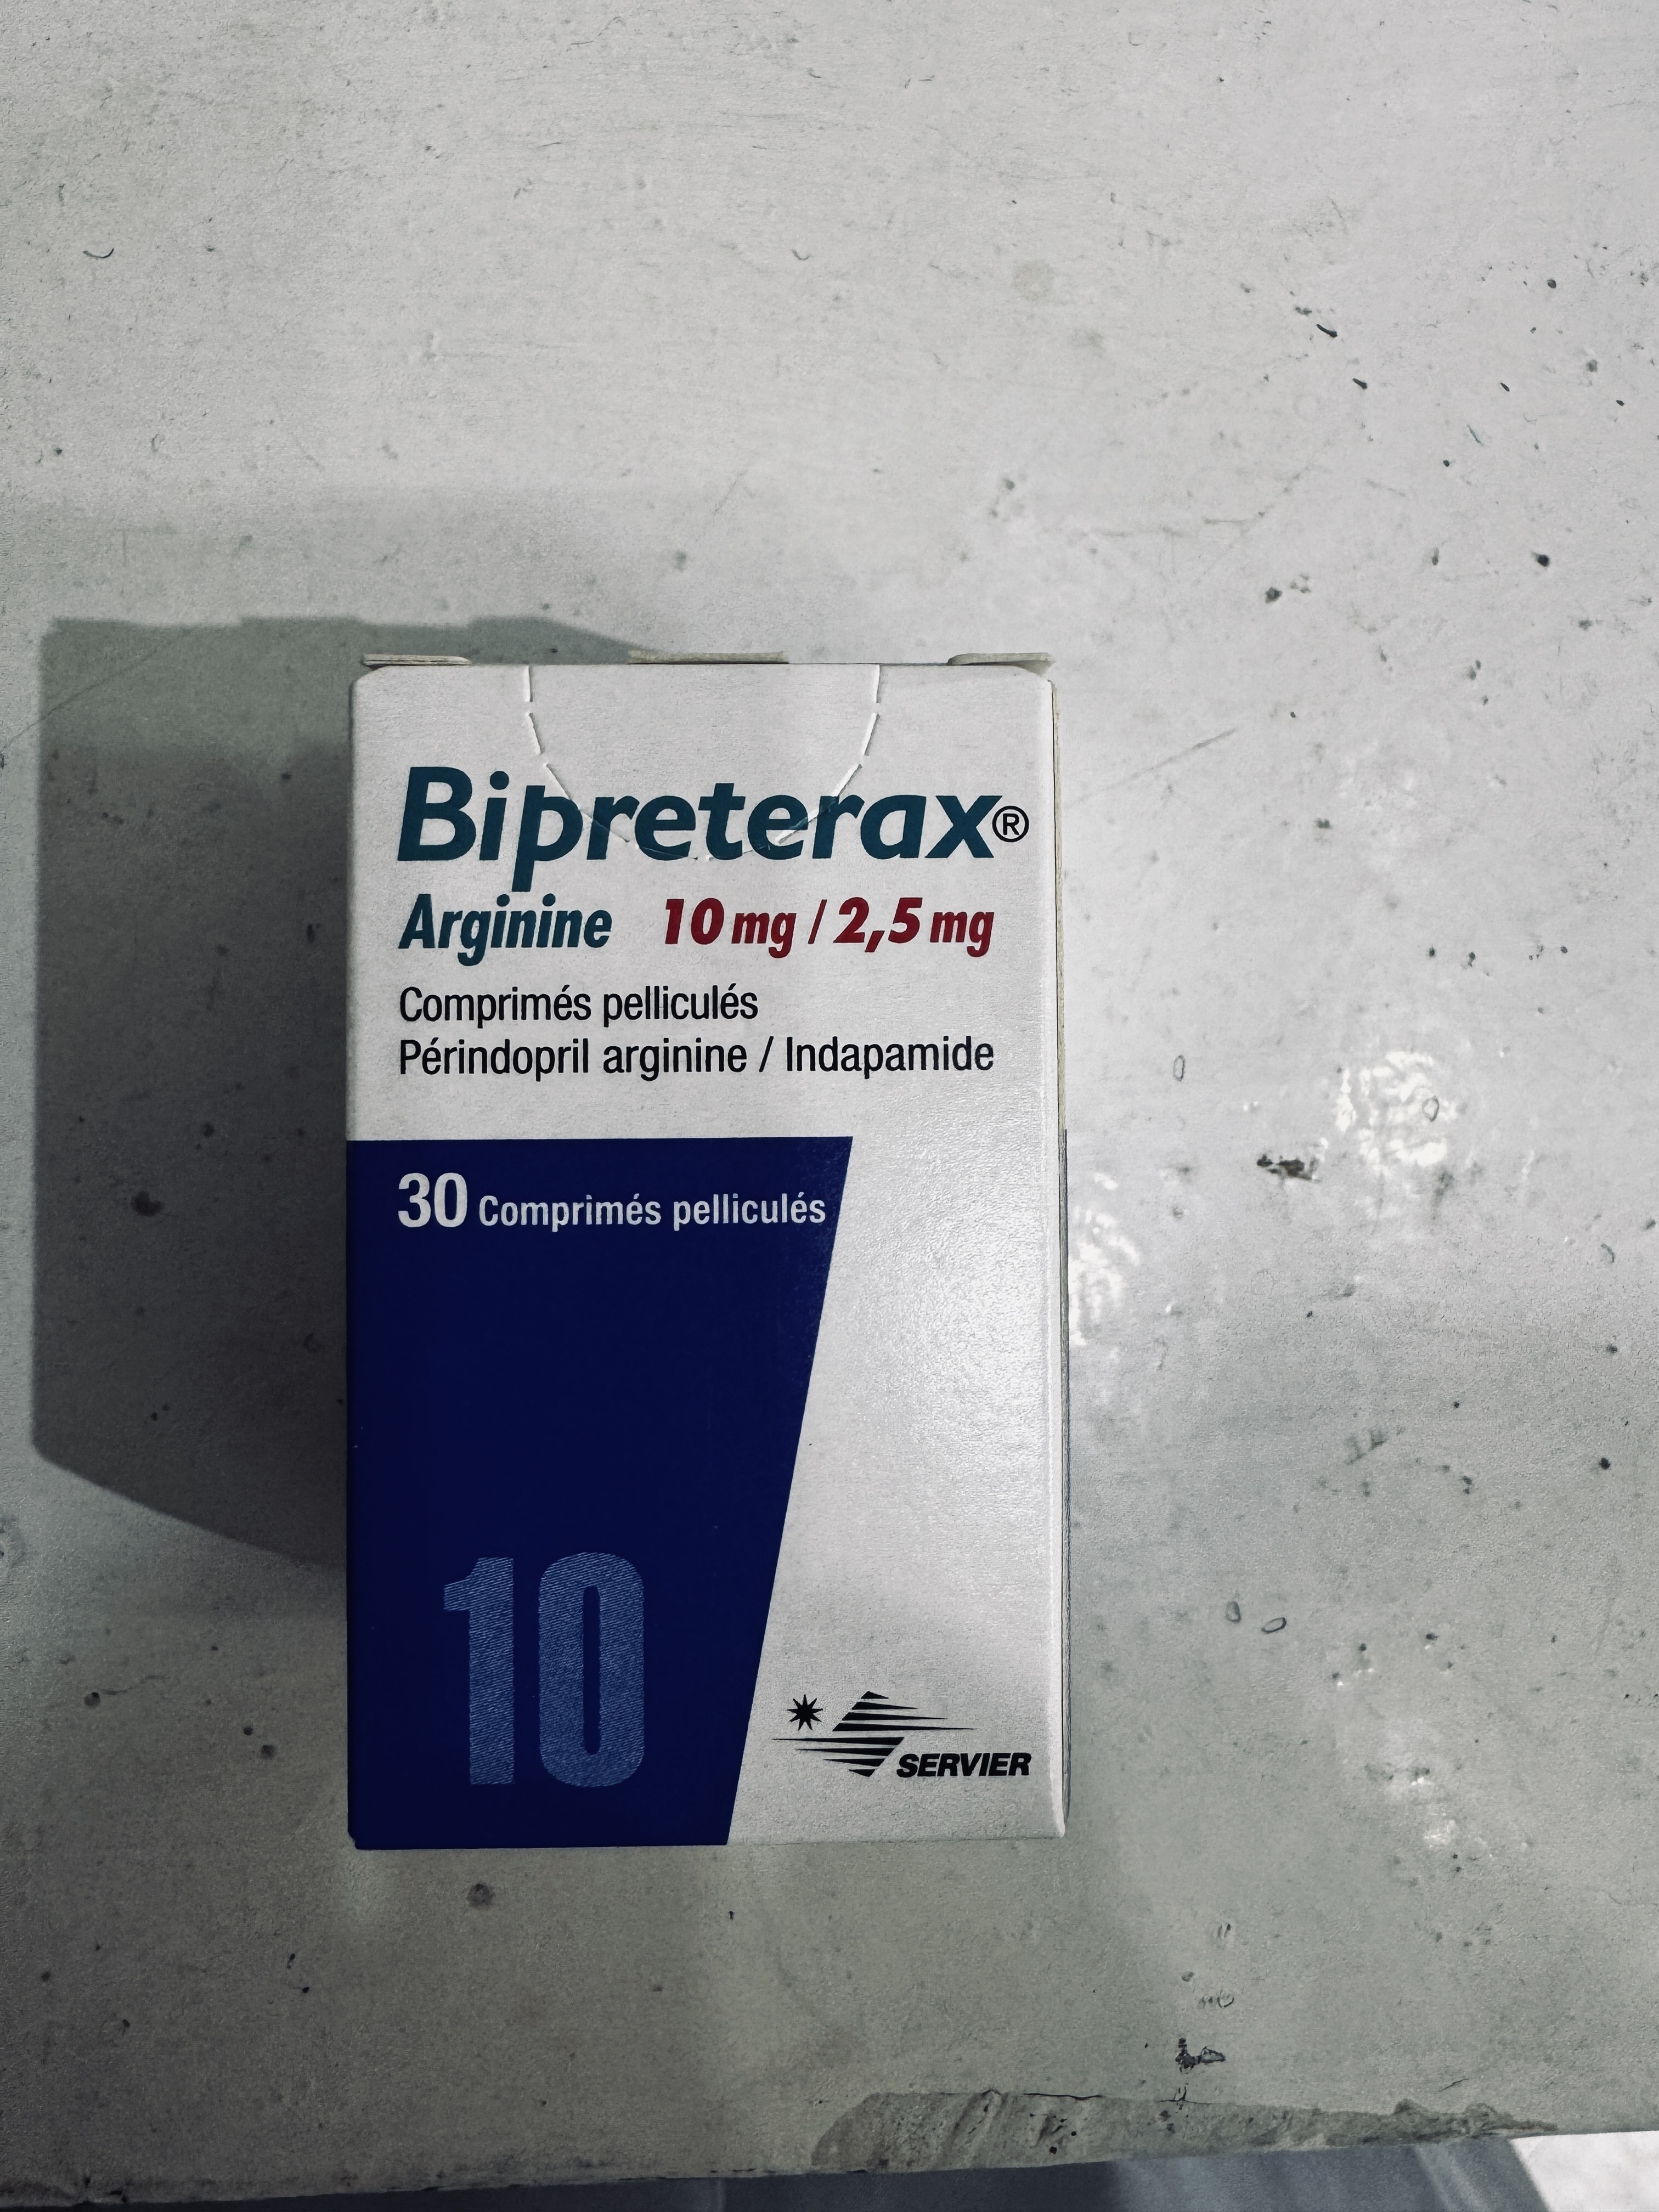 Bipreterax®
Arginine 10 mg / 2,5 mg
Comprimés pelliculés
Périndopril arginine / Indapamide
30 Comprimés pelliculés
10
SERVIER